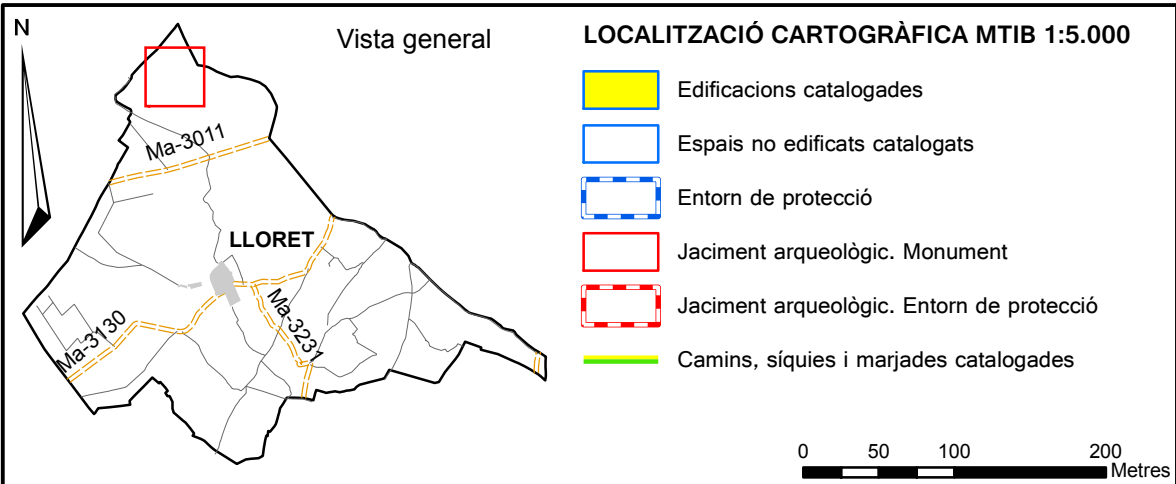 N
Vista general
Ma-3011
LLORET
Ma-3130
Ma-3231
LOCALITZACIÓ CARTOGRÀFICA MTIB 1:5.000
Edificacions catalogades
Espais no edificats catalogats
Entorn de protecció
Jaciment arqueològic. Monument
Jaciment arqueològic. Entorn de protecció
Camins, síquies i marjades catalogades
0 50 100 200
Metres